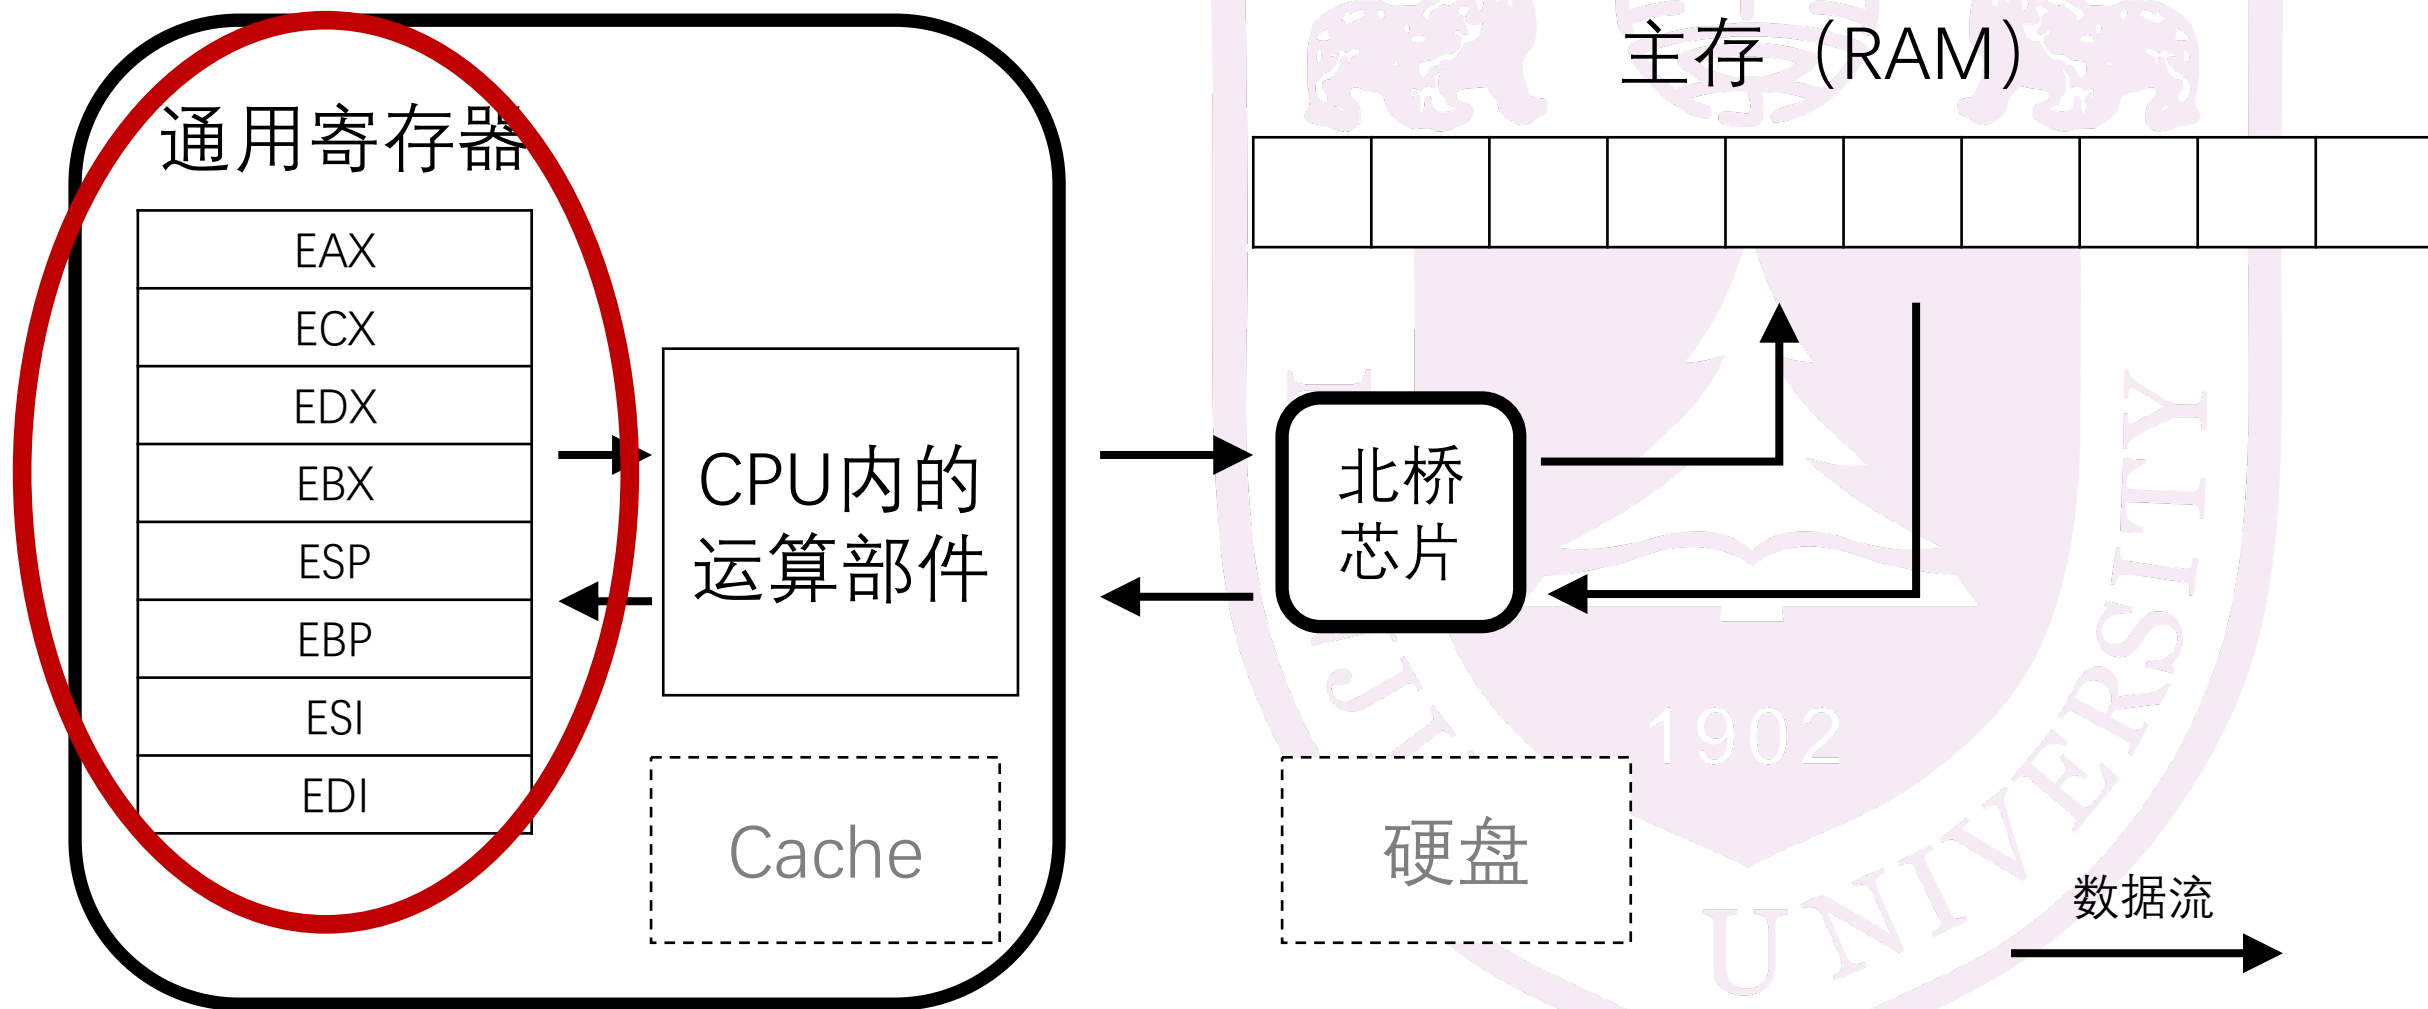 主存（RAM）
通用寄存器
EAX
ECX
EDX
EBX
ESP
EBP
ESI
EDI
CPU内的
运算部件
Cache
北桥
芯片
硬盘
数据流
1902
UNIVERSITY